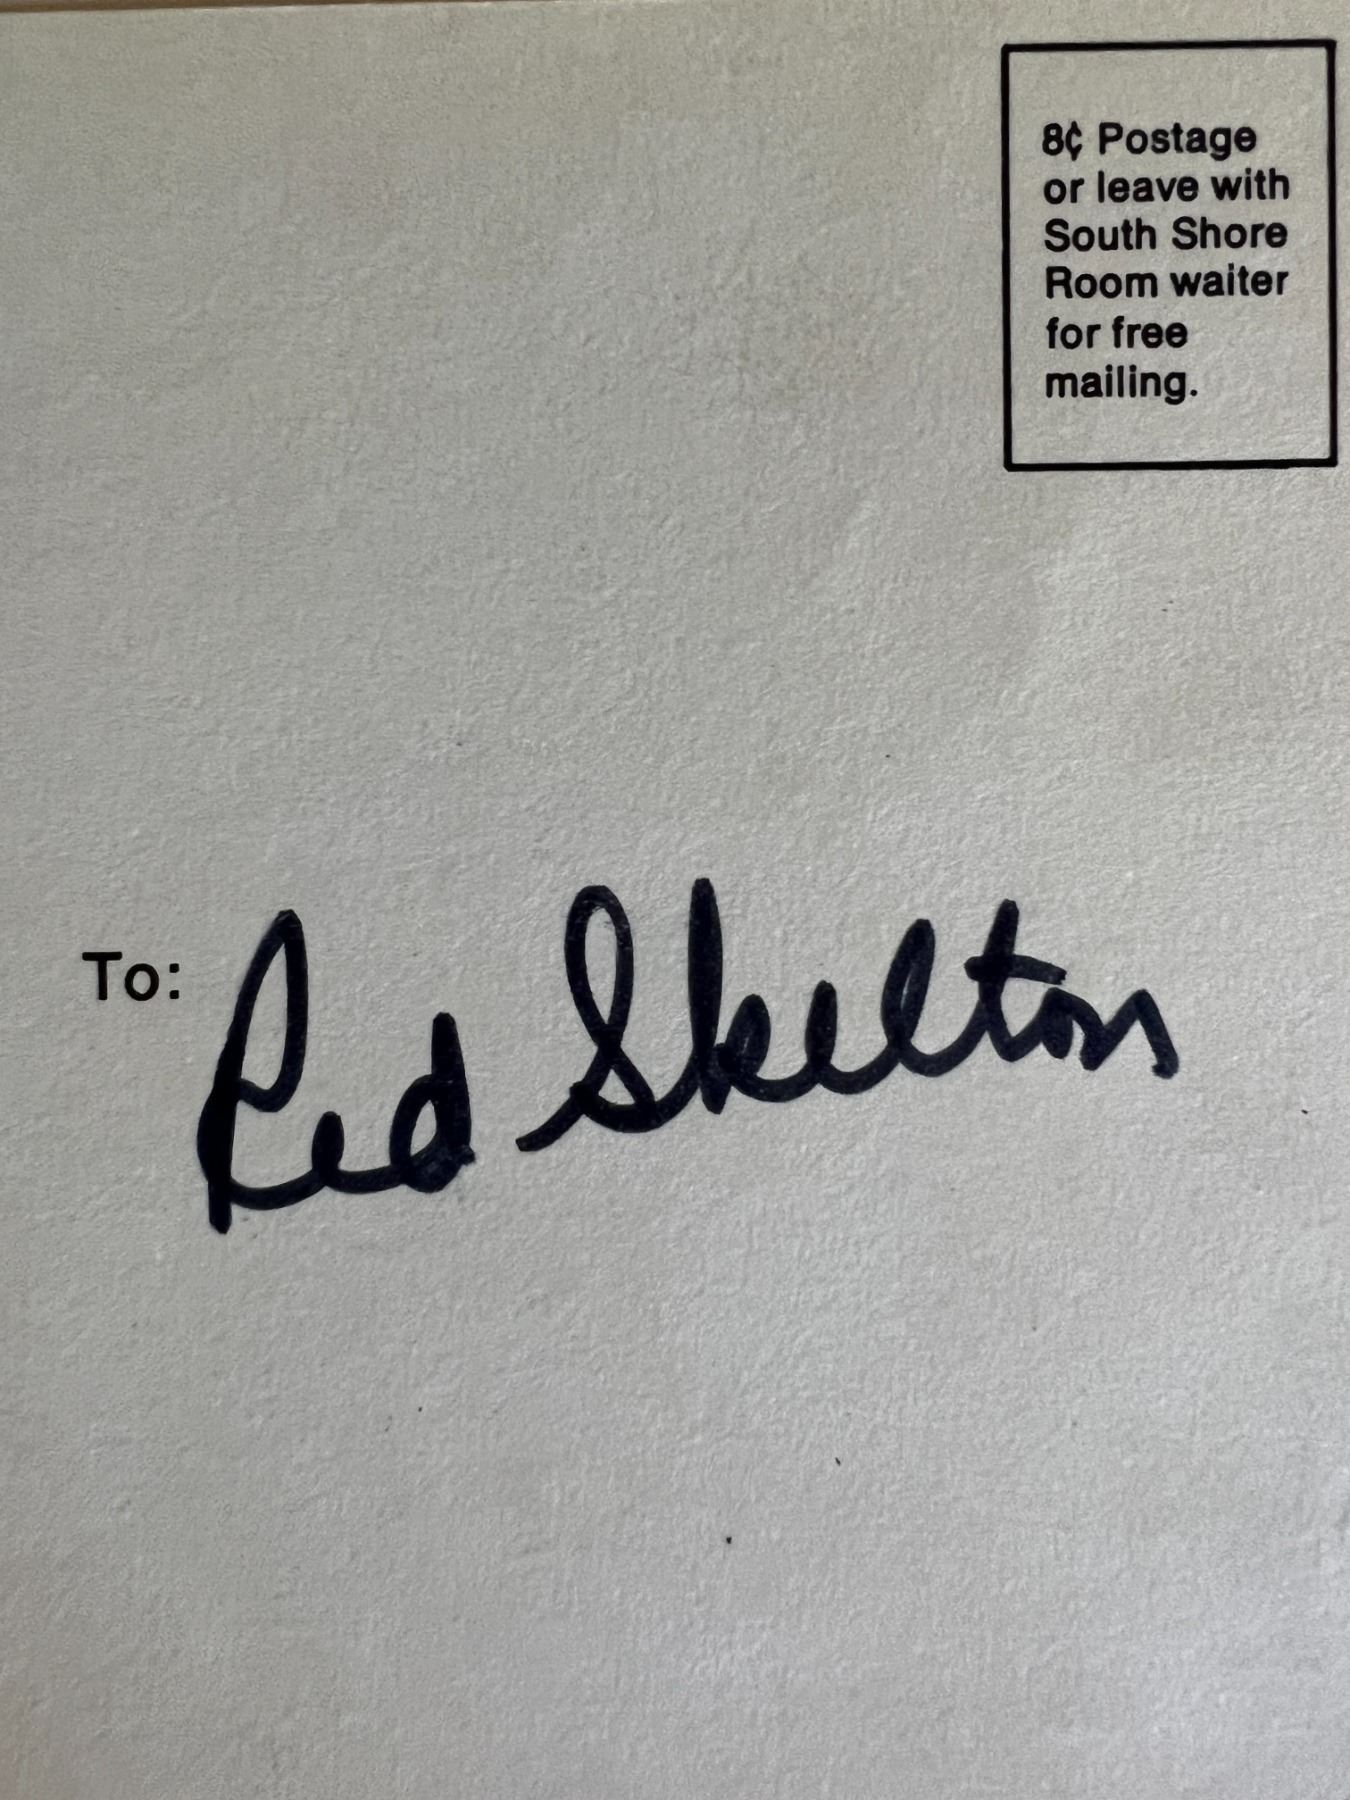 8¢ Postage
or leave with
South Shore
Room waiter
for free
mailing.
To: Red Skelton